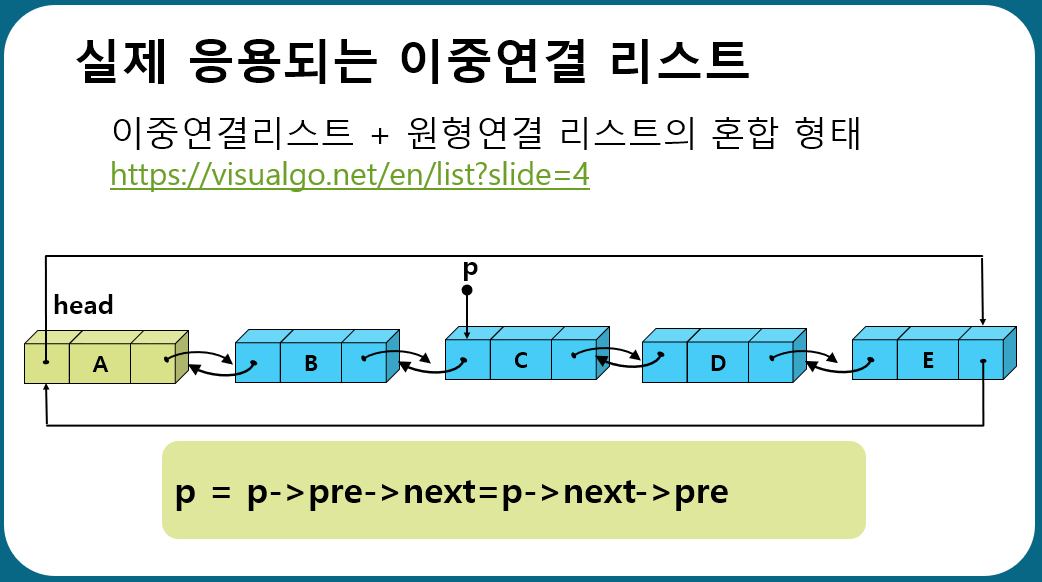 실제 응용되는 이중연결 리스트
이중연결리스트 + 원형연결 리스트의 혼합 형태
https://visualgo.net/en/list?slide=4
p
head
A B C D E
p = p->pre->next=p->next->pre